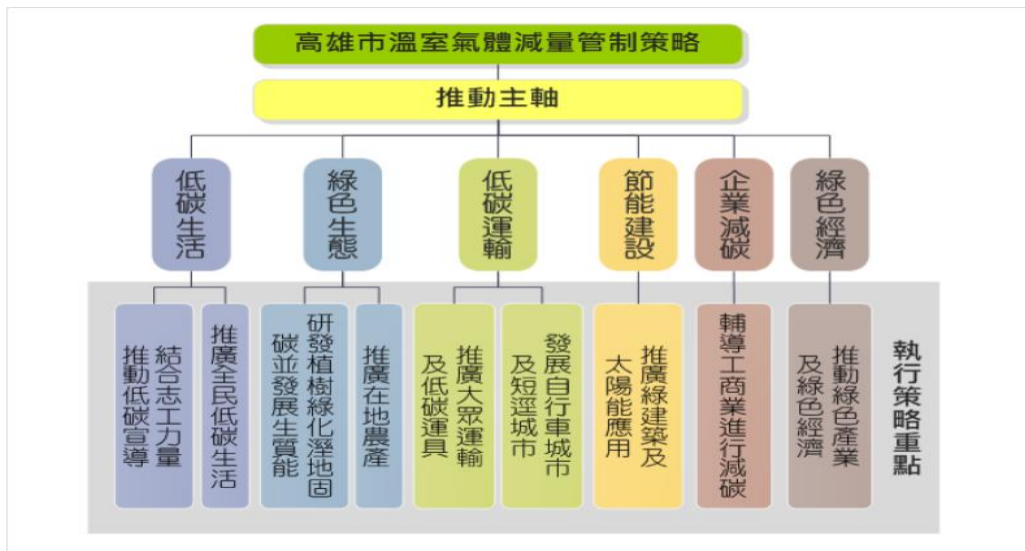 高雄市溫室氣體減量管制策略
推動主軸
低碳生活
綠色生態
低碳運輸
節能建設
企業減碳
綠色經濟
結合志工力量
推動低碳宣導
推廣全民低碳生活
研發植樹綠化溼地固
碳並發展生質能
推廣在地農產
推廣大眾運輸
及低碳運具
發展自行車城市
及短逕城市
推廣綠建築及
太陽能應用
輔導工商業進行減碳
推動綠色產業
及綠色經濟
執行策略重點